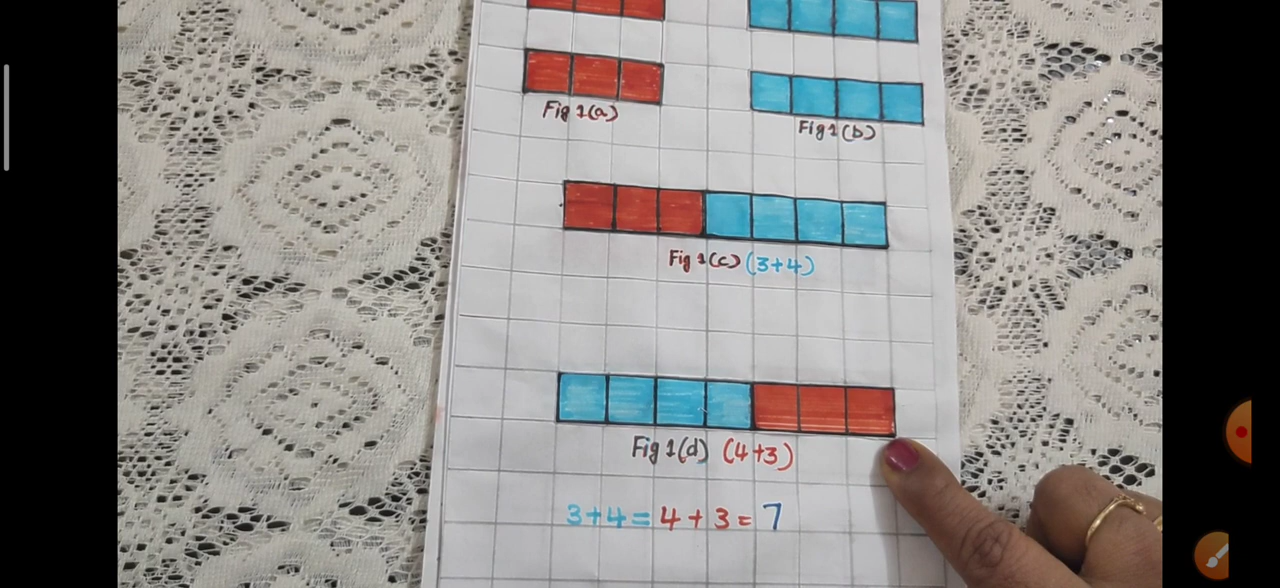 Fig 1(a)
Fig 1(b)
Fig 1(c) (3+4)
Fig 1(d) (4+3)
3+4 = 4 + 3 = 7